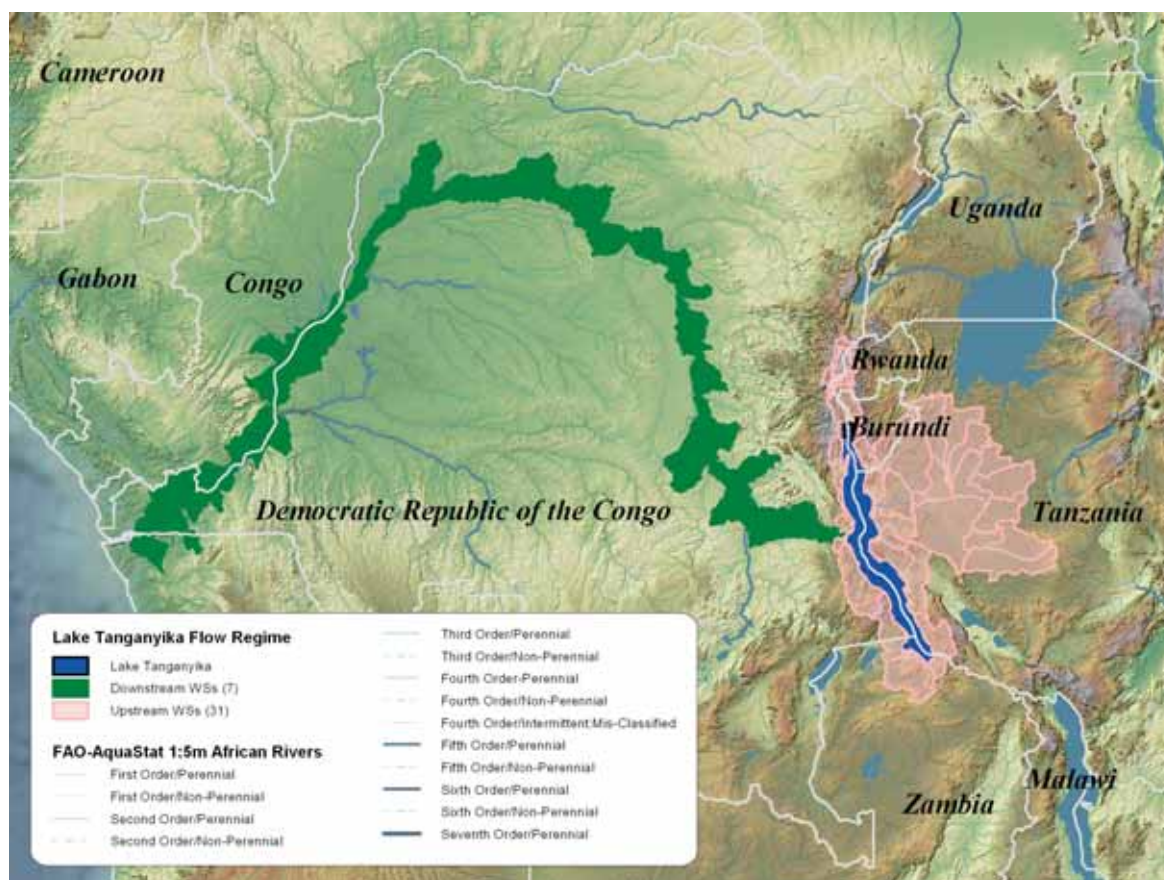 Cameroon
Uganda
Gabon
Congo
Rwanda
Burundi
Democratic Republic of the Congo
Tanzania
Lake Tanganyika Flow Regime
Lake Tanganyika
Downstream WSs (7)
Upstream WSs (31)
FAO-AquaStat 1:5m African Rivers
First Order/Perennial
First Order/Non-Perennial
Second Order/Perennial
Second Order/Non-Perennial
Third Order/Perennial
Third Order/Non-Perennial
Fourth Order-Perennial
Fourth Order/Non-Perennial
Fourth Order/Intermittent:Mis-Classified
Fifth Order/Perennial
Fifth Order/Non-Perennial
Sixth Order/Perennial
Sixth Order/Non-Perennial
Seventh Order/Perennial
Malawi
Zambia